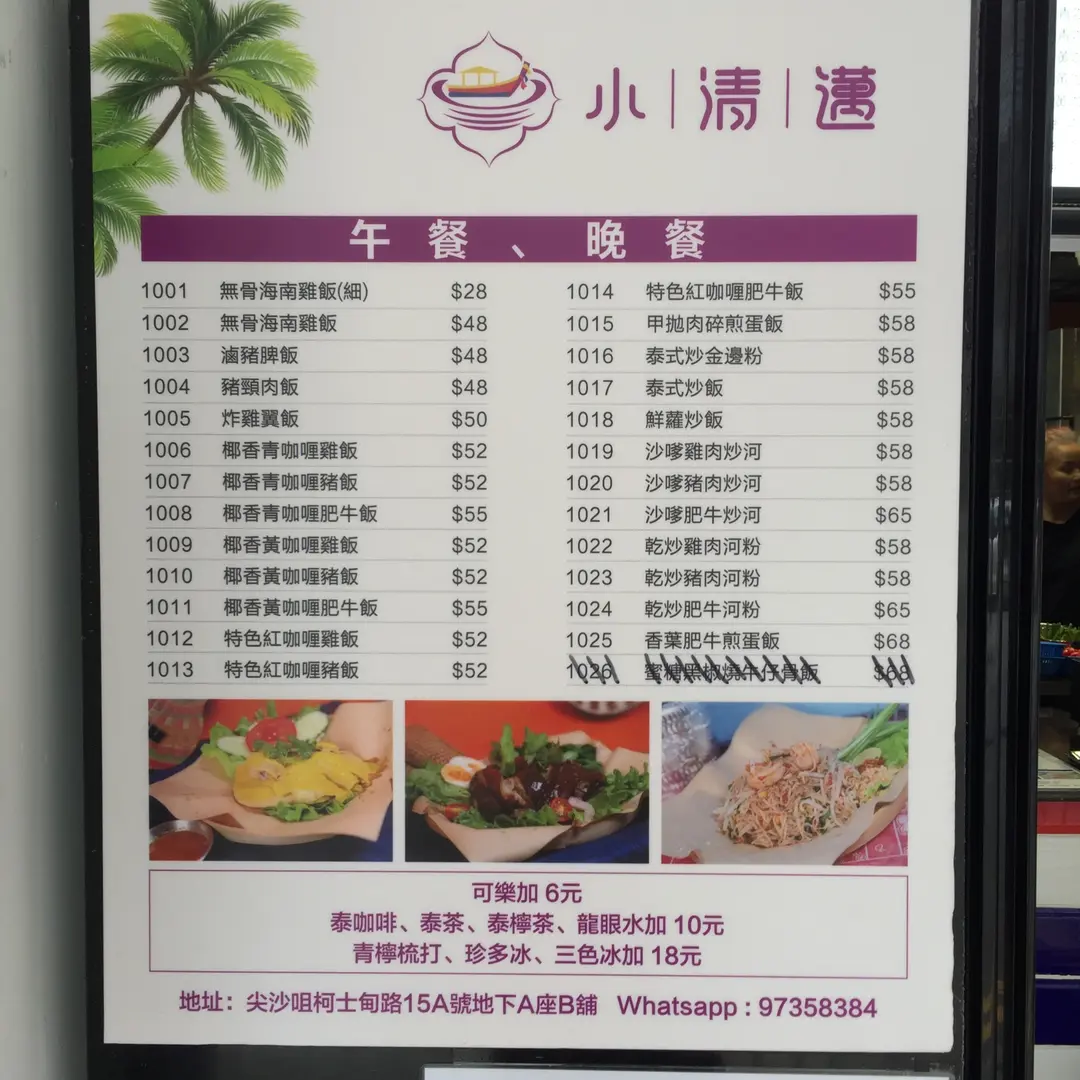 小清邁
午餐、晚餐
1001 無骨海南雞飯(細) $28
1002 無骨海南雞飯 $48
1003 滷豬脾飯 $48
1004 豬頸肉飯 $48
1005 炸雞翼飯 $50
1006 椰香青咖喱雞飯 $52
1007 椰香青咖喱豬飯 $52
1008 椰香青咖喱肥牛飯 $55
1009 椰香黃咖喱雞飯 $52
1010 椰香黃咖喱豬飯 $52
1011 椰香黃咖喱肥牛飯 $55
1012 特色紅咖喱雞飯 $52
1013 特色紅咖喱豬飯 $52
1014 特色紅咖喱肥牛飯 $55
1015 甲抛肉碎煎蛋飯 $58
1016 泰式炒金邊粉 $58
1017 泰式炒飯 $58
1018 鮮蘿炒飯 $58
1019 沙嗲雞肉炒河 $58
1020 沙嗲豬肉炒河 $58
1021 沙嗲肥牛炒河 $65
1022 乾炒雞肉河粉 $58
1023 乾炒豬肉河粉 $58
1024 乾炒肥牛河粉 $65
1025 香葉肥牛煎蛋飯 $68
1026 蜜糖黑椒燒牛仔骨飯 $68
可樂加 6元
泰咖啡、泰茶、泰檸茶、龍眼水加 10元
青檸梳打、珍多冰、三色冰加 18元
地址：尖沙咀柯士甸路15A號地下A座B舖 Whatsapp : 97358384